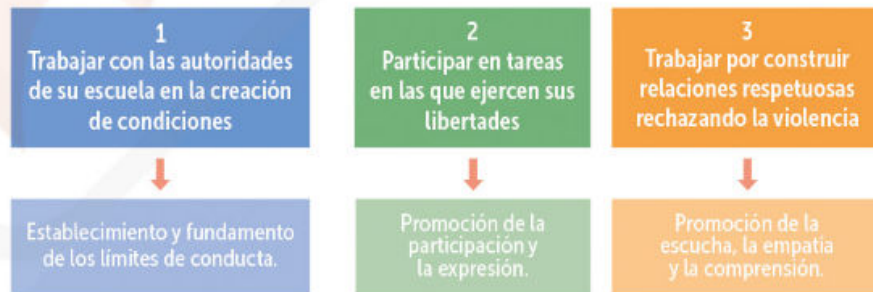 1
Trabajar con las autoridades
de su escuela en la creación
de condiciones
Establecimiento y fundamento
de los límites de conducta.
2
Participar en tareas
en las que ejercen sus
libertades
Promoción de la
participación y
la expresión.
3
Trabajar por construir
relaciones respetuosas
rechazando la violencia
Promoción de la
escucha, la empatia
y la comprensión.